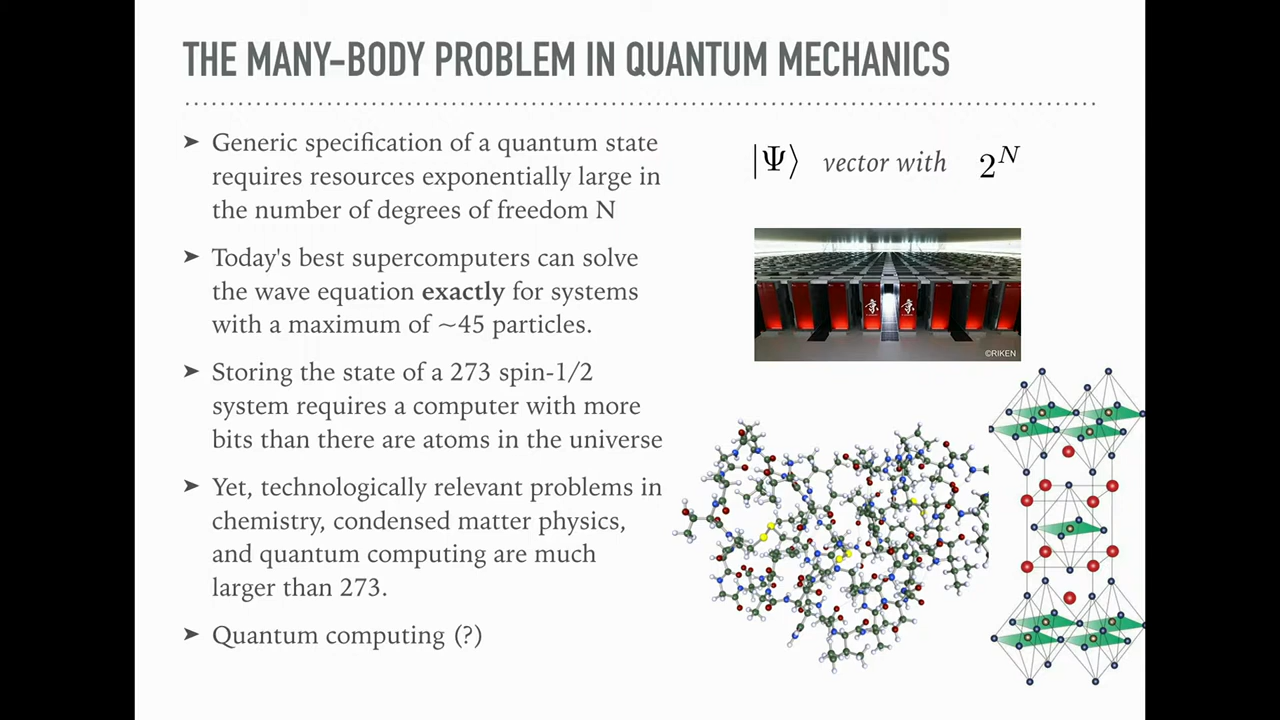 THE MANY-BODY PROBLEM IN QUANTUM MECHANICS
➤ Generic specification of a quantum state
requires resources exponentially large in
the number of degrees of freedom N
➤ Today's best supercomputers can solve
the wave equation exactly for systems
with a maximum of ~45 particles.
➤ Storing the state of a 273 spin-1/2
system requires a computer with more
bits than there are atoms in the universe
➤ Yet, technologically relevant problems in
chemistry, condensed matter physics,
and quantum computing are much
larger than 273.
➤ Quantum computing (?)
|Ψ⟩ vector with 2^N
京 京
©RIKEN